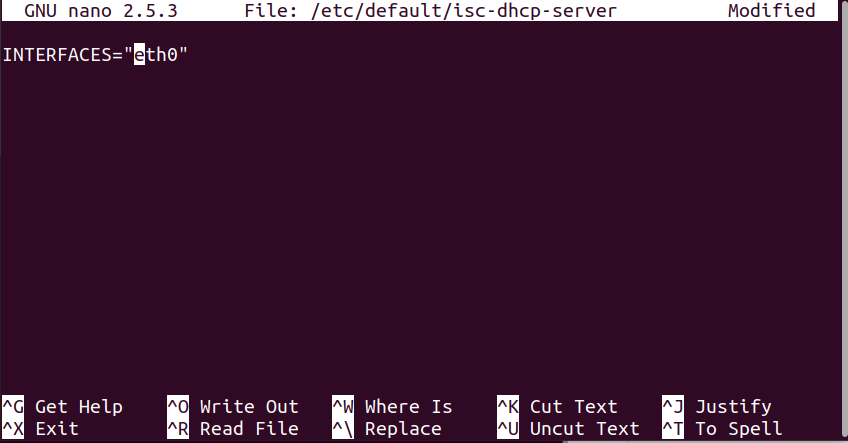 GNU nano 2.5.3 File: /etc/default/isc-dhcp-server Modified
INTERFACES="eth0"
^G Get Help ^O Write Out ^W Where Is ^K Cut Text ^J Justify
^X Exit ^R Read File ^\ Replace ^U Uncut Text ^T To Spell